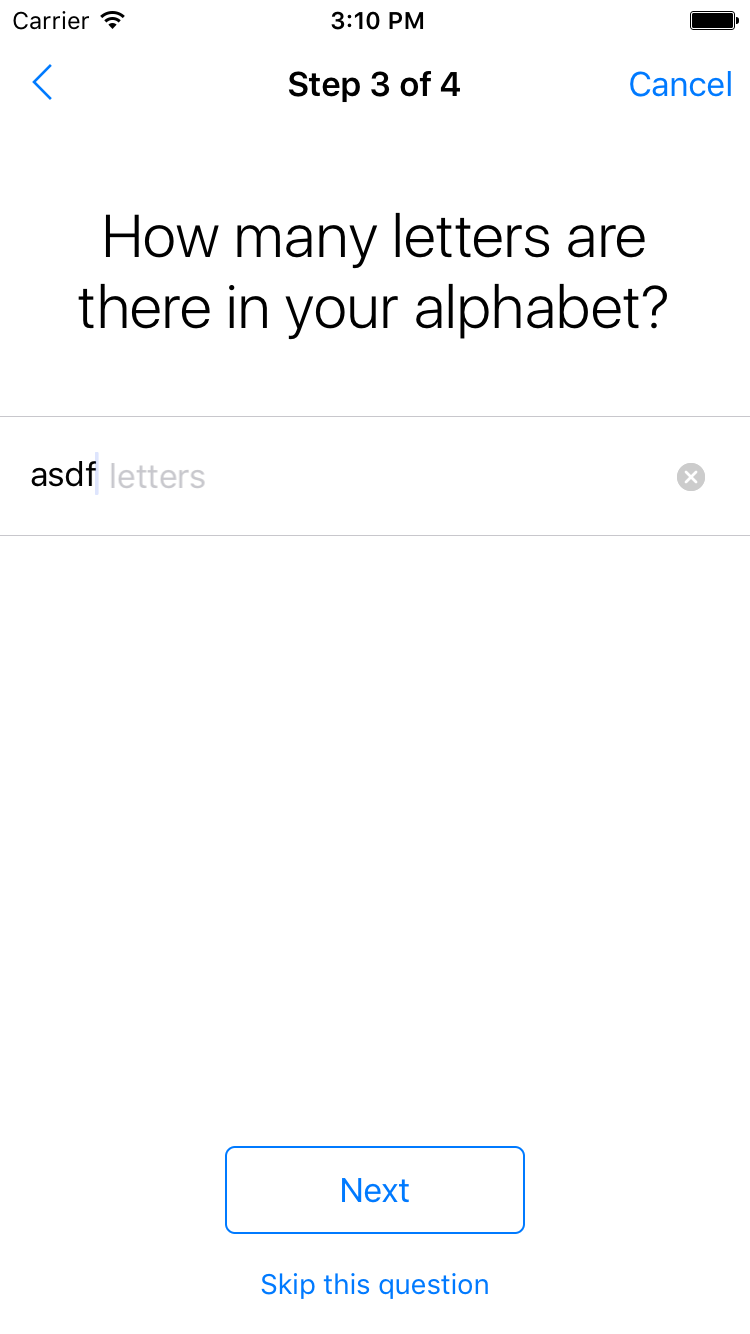 Carrier 3:10 PM
Step 3 of 4 Cancel
How many letters are
there in your alphabet?
asdf letters
Next
Skip this question